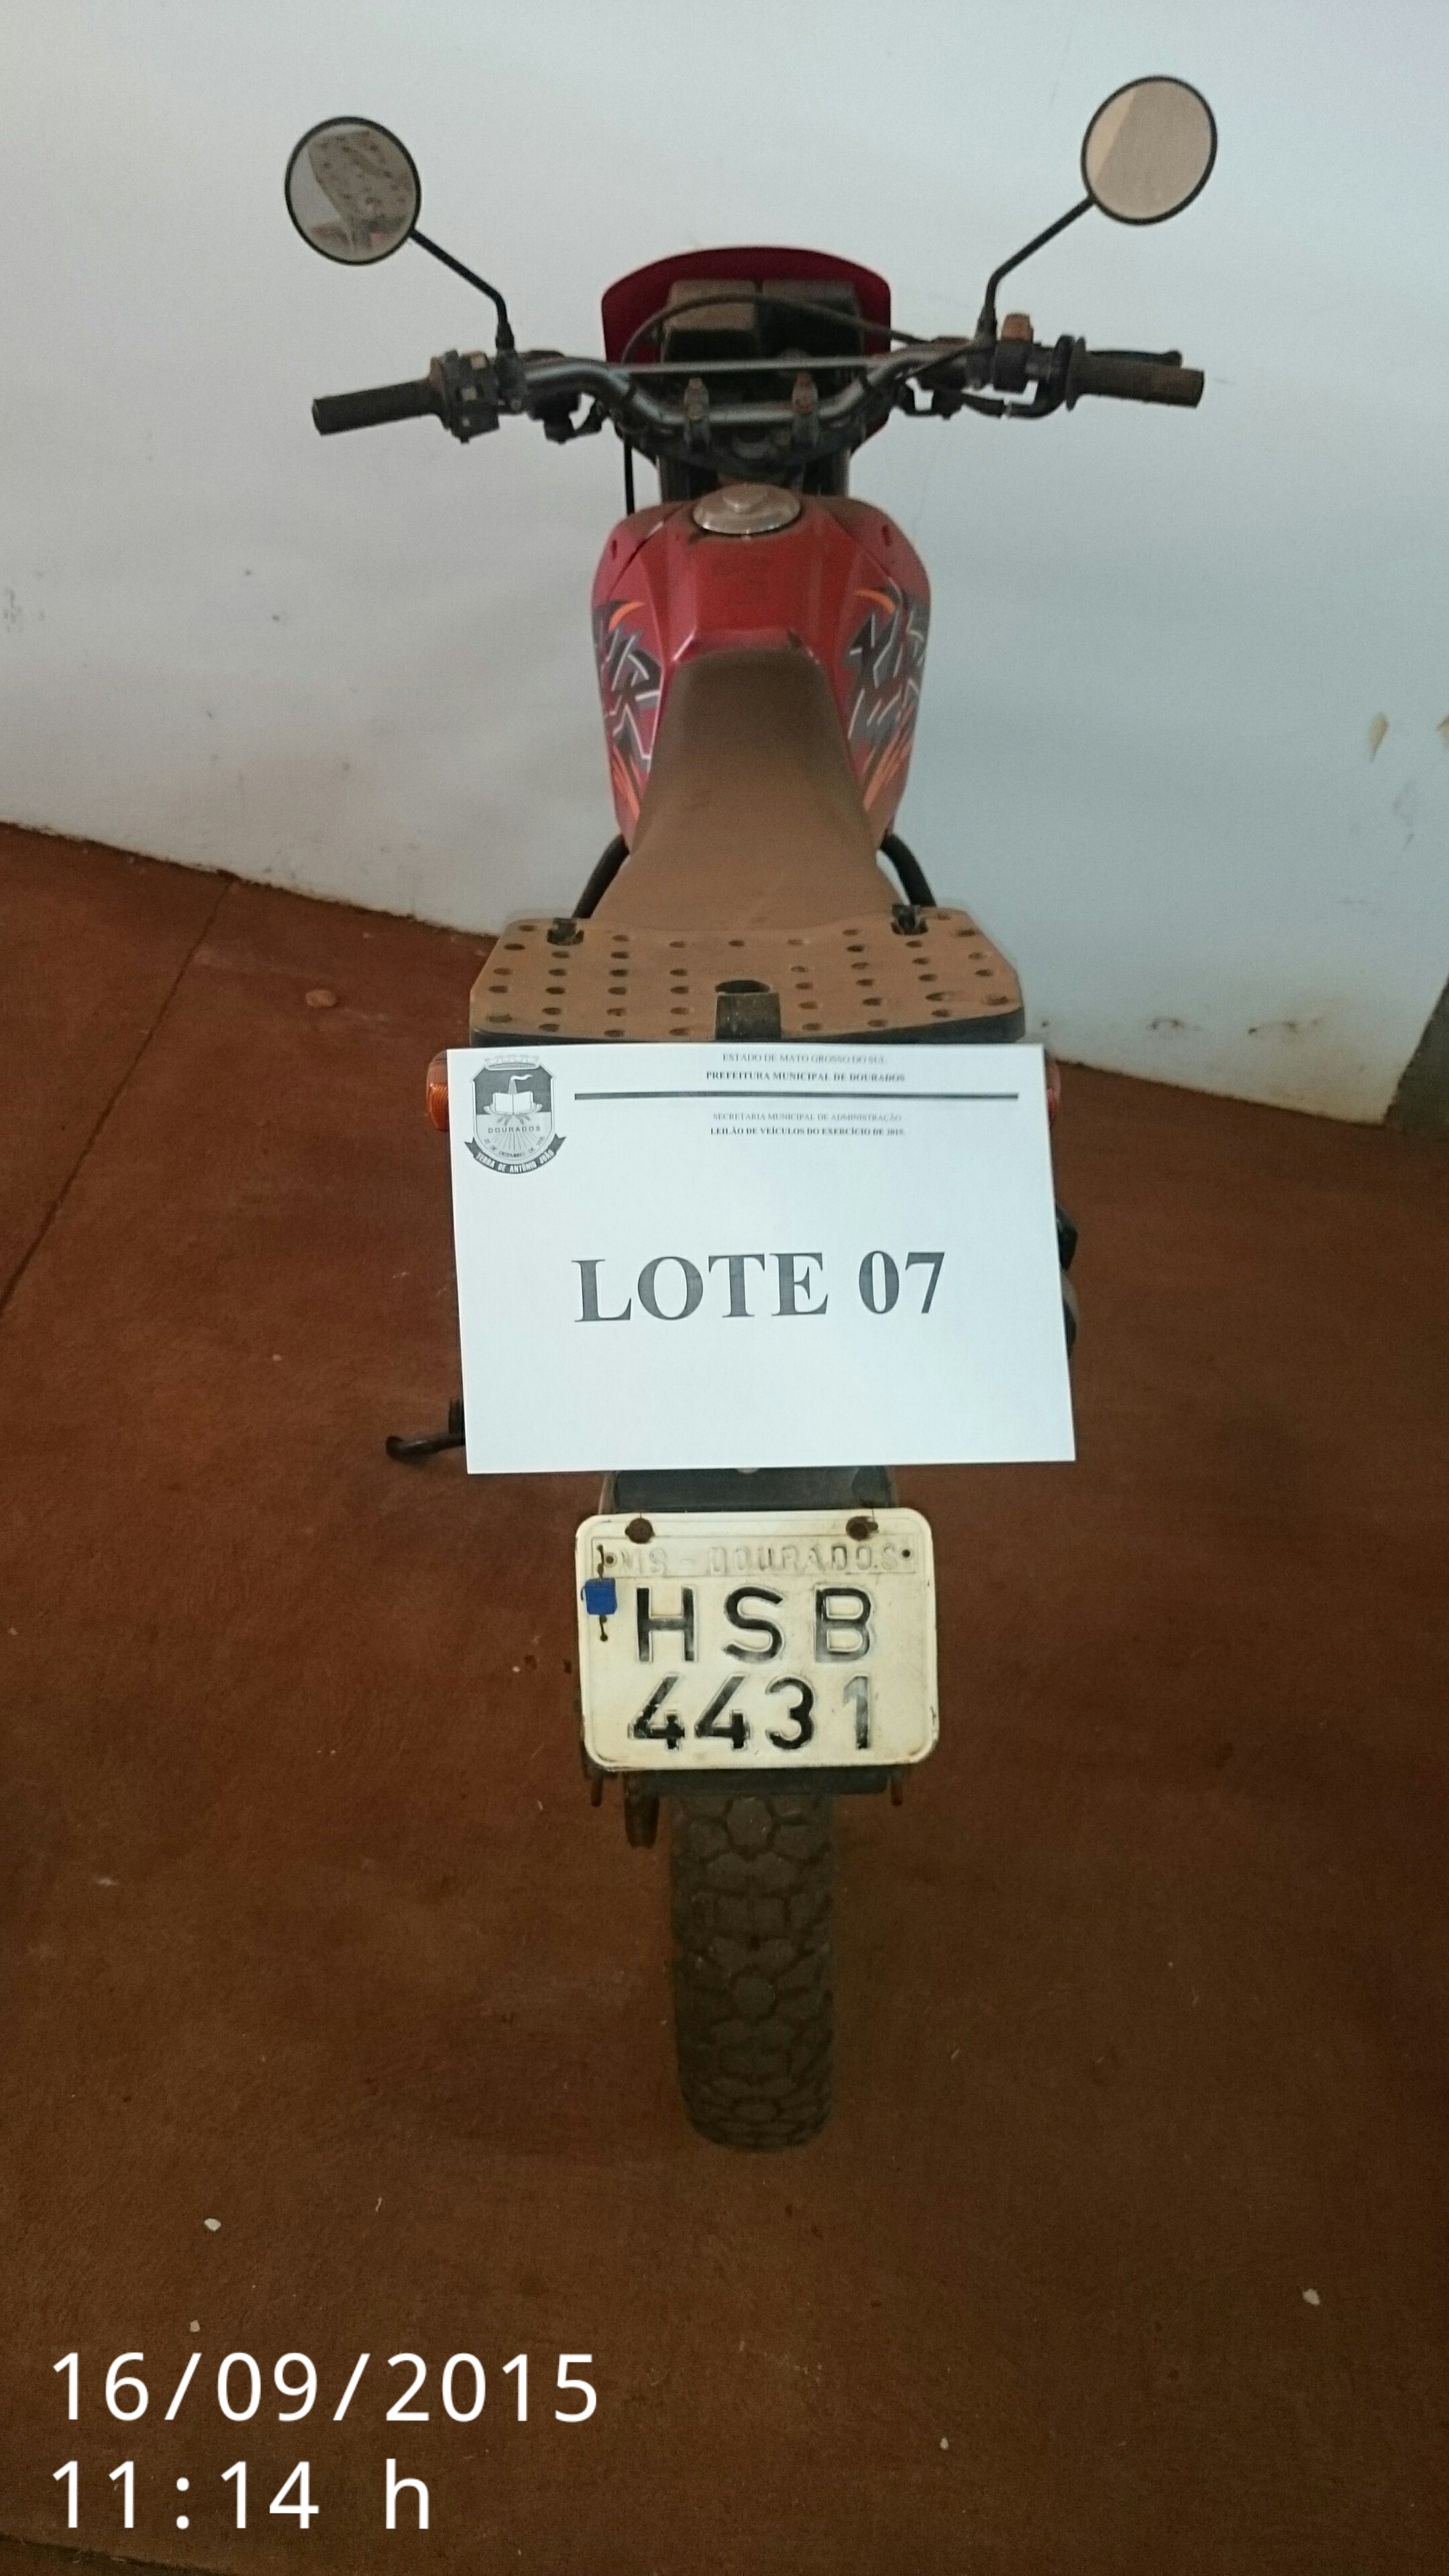 ESTADO DE MATO GROSSO DO SUL
PREFEITURA MUNICIPAL DE DOURADOS
SECRETARIA MUNICIPAL DE ADMINISTRAÇÃO
LEILÃO DE VEÍCULOS DO EXERCÍCIO DE 2015.
DOURADOS
TERRA DE ANTÔNIO JOÃO
LOTE 07
MS - DOURADOS
HSB
4431
16/09/2015
11:14 h